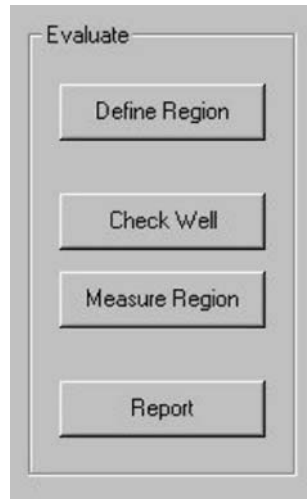 Evaluate
Define Region
Check Well
Measure Region
Report